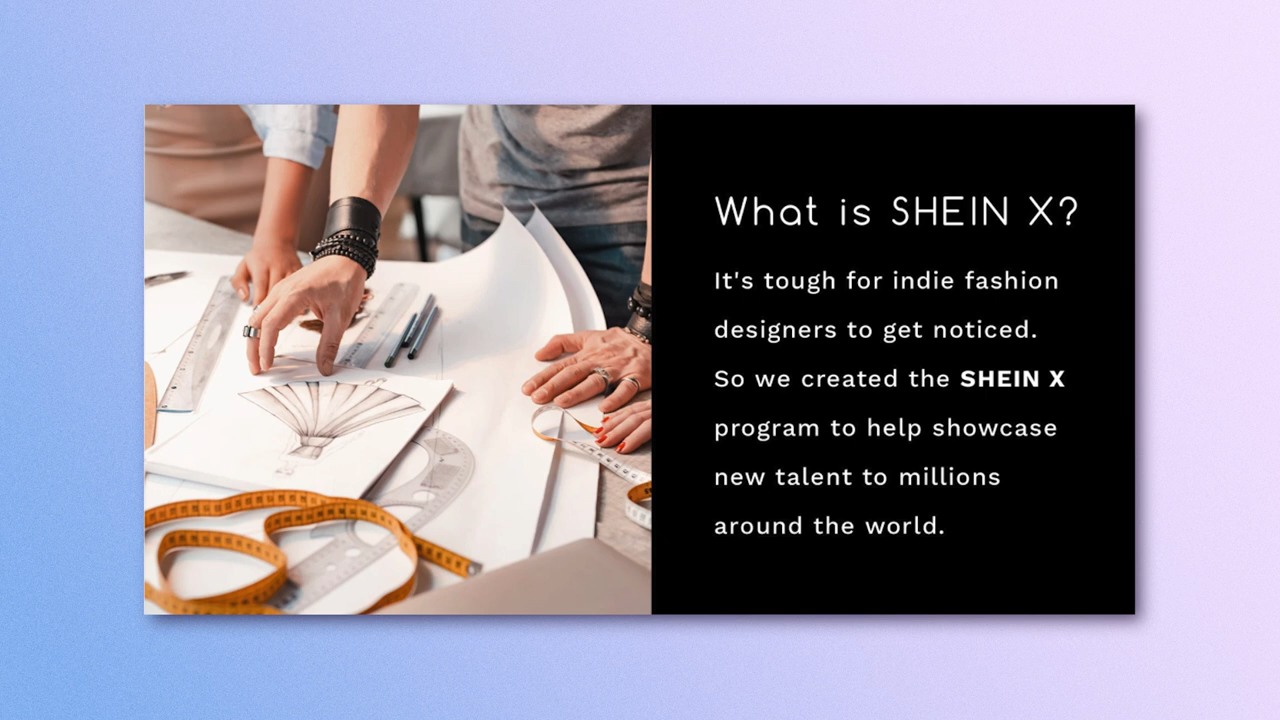 What is SHEIN X?
It's tough for indie fashion
designers to get noticed.
So we created the SHEIN X
program to help showcase
new talent to millions
around the world.